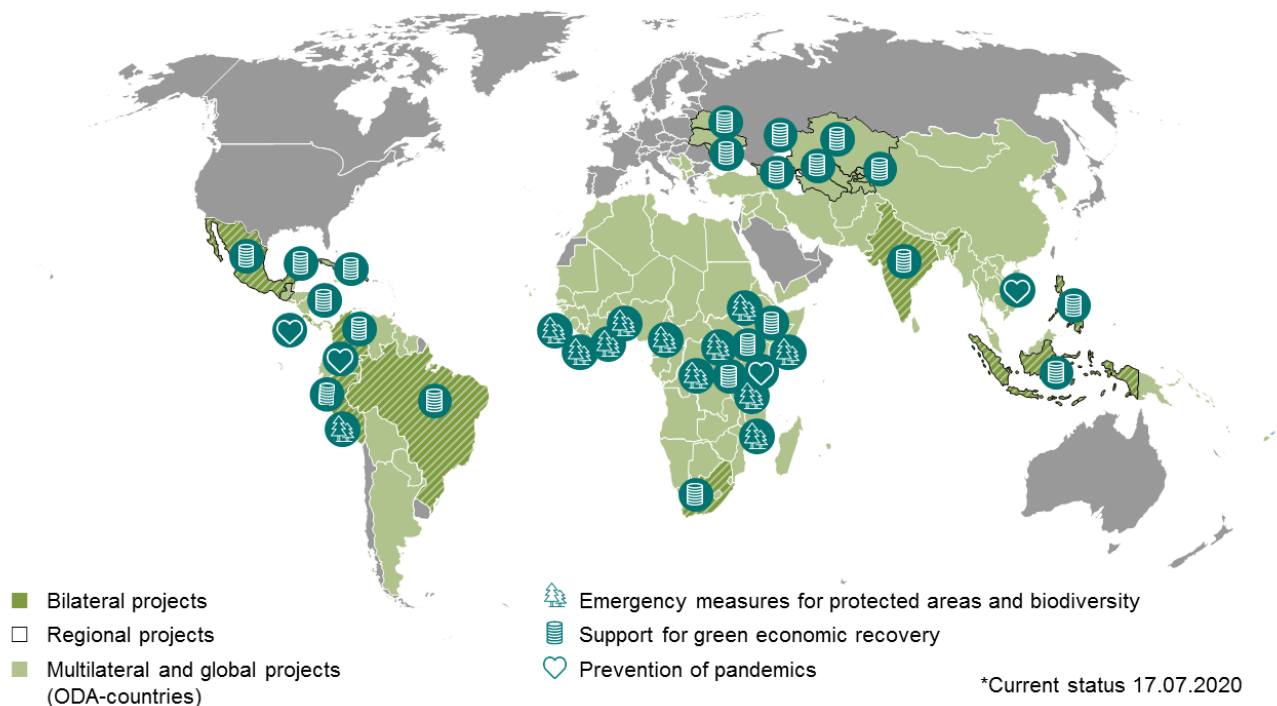 Bilateral projects
Regional projects
Multilateral and global projects
(ODA-countries)
Emergency measures for protected areas and biodiversity
Support for green economic recovery
Prevention of pandemics
*Current status 17.07.2020